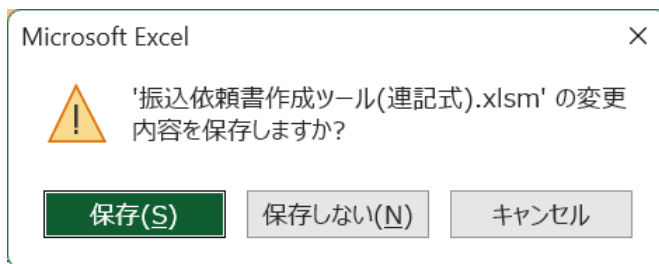 Microsoft Excel
'振込依頼書作成ツール(連記式).xlsm' の変更
内容を保存しますか?
保存(S) 保存しない(N) キャンセル